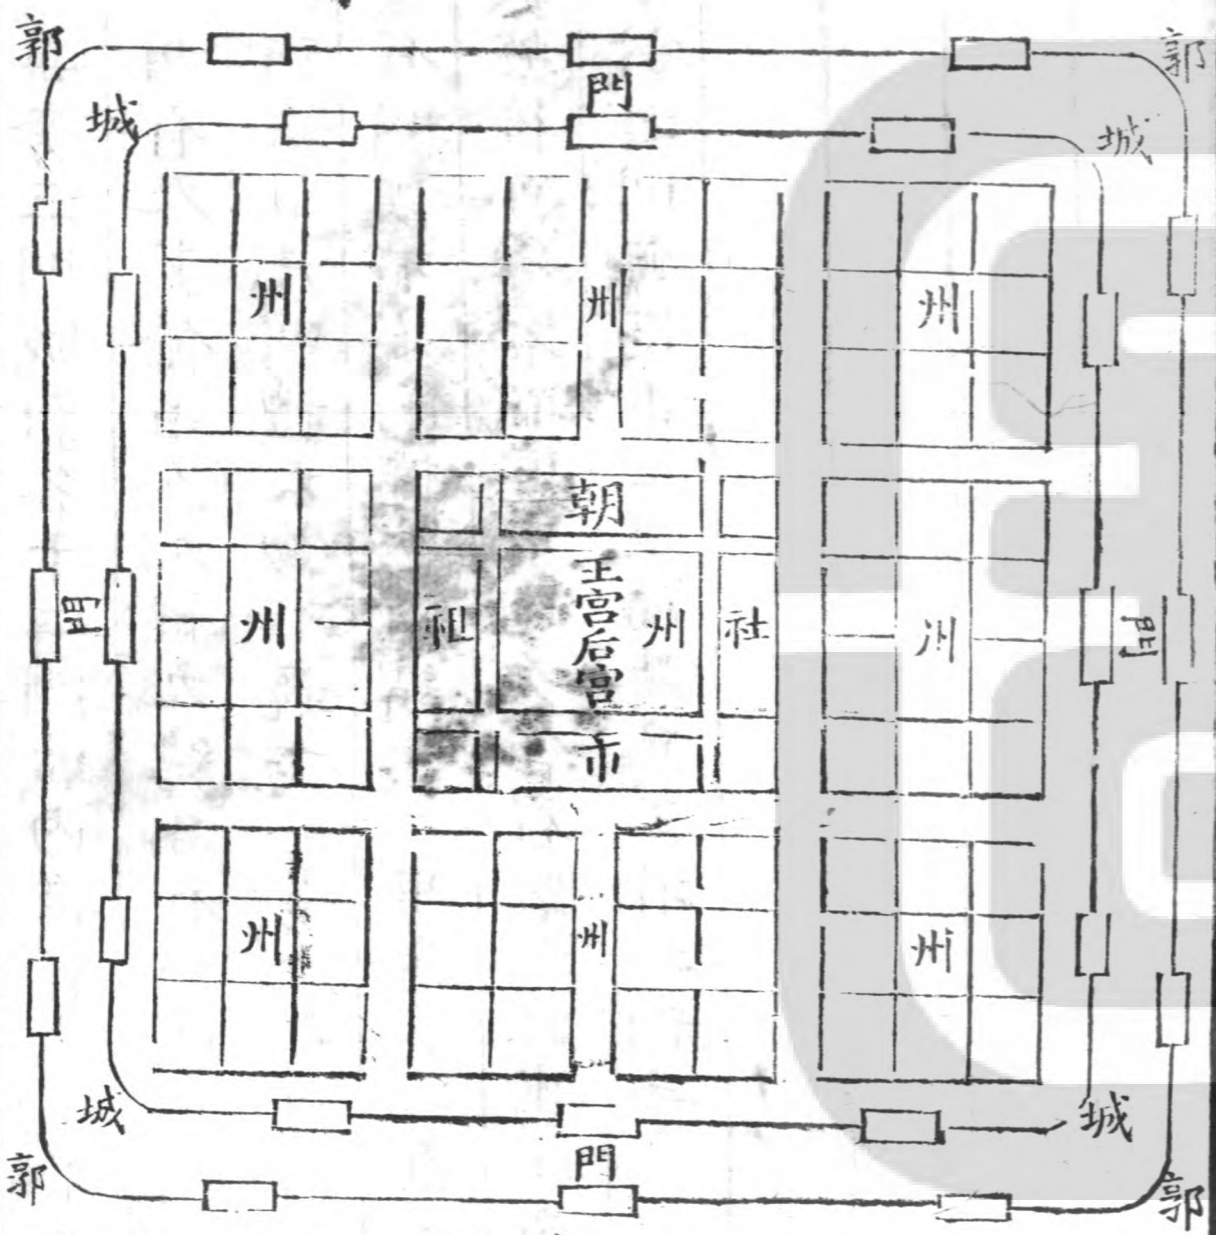 郭 郭
門
城 城
州 州 州
朝
王宮后宮
門 州 祖 州 社 州 門
市
州 州 州
城 城
門
郭 郭